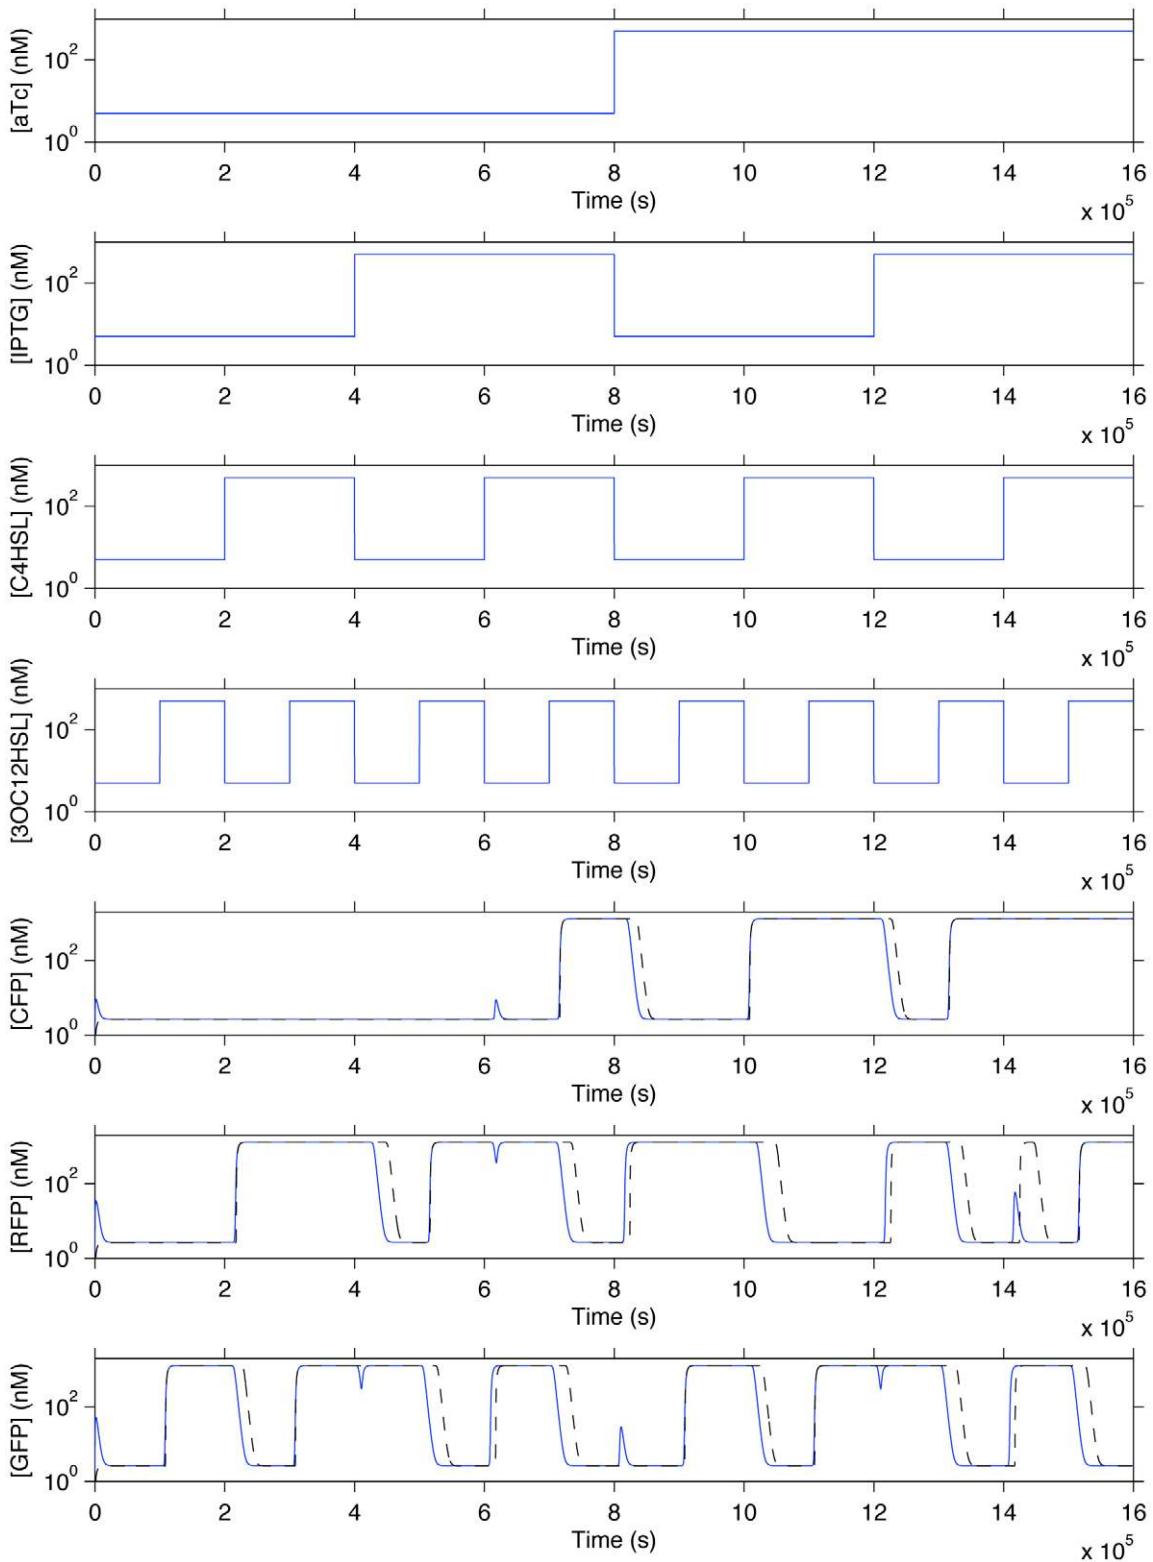 [aTc] (nM)
10^2
10^0
0 2 4 6 8 10 12 14 16
Time (s)
x 10^5
[IPTG] (nM)
10^2
10^0
0 2 4 6 8 10 12 14 16
Time (s)
x 10^5
[C4HSL] (nM)
10^2
10^0
0 2 4 6 8 10 12 14 16
Time (s)
x 10^5
[3OC12HSL] (nM)
10^2
10^0
0 2 4 6 8 10 12 14 16
Time (s)
x 10^5
[CFP] (nM)
10^2
10^0
0 2 4 6 8 10 12 14 16
Time (s)
x 10^5
[RFP] (nM)
10^2
10^0
0 2 4 6 8 10 12 14 16
Time (s)
x 10^5
[GFP] (nM)
10^2
10^0
0 2 4 6 8 10 12 14 16
Time (s)
x 10^5